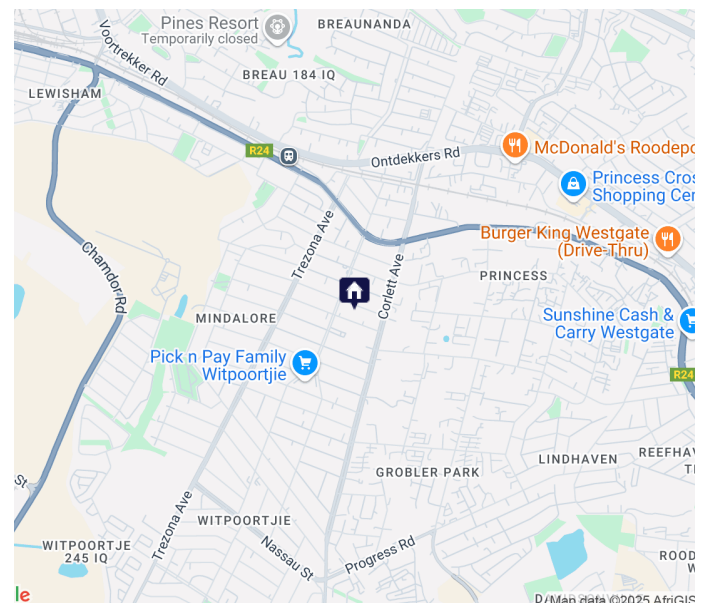 Pines Resort
Temporarily closed
BREAUNANDA
Voortrekker Rd
BREAU 184 IQ
LEWISHAM
R24
Ontdekkers Rd
McDonald's Roodepo
Princess Cros
Shopping Cen
Trezona Ave
Burger King Westgate
(Drive-Thru)
Chamdor Rd
Corlett Ave
PRINCESS
MINDALORE
Sunshine Cash &
Carry Westgate
Pick n Pay Family
Witpoortjie
R24
GROBLER PARK
LINDHAVEN
REEFHAV
St
Trezona Ave
WITPOORTJIE
WITPOORTJE
245 IQ
Nassau St
Progress Rd
ROOD
W
le
Map data ©2025 AfriGIS